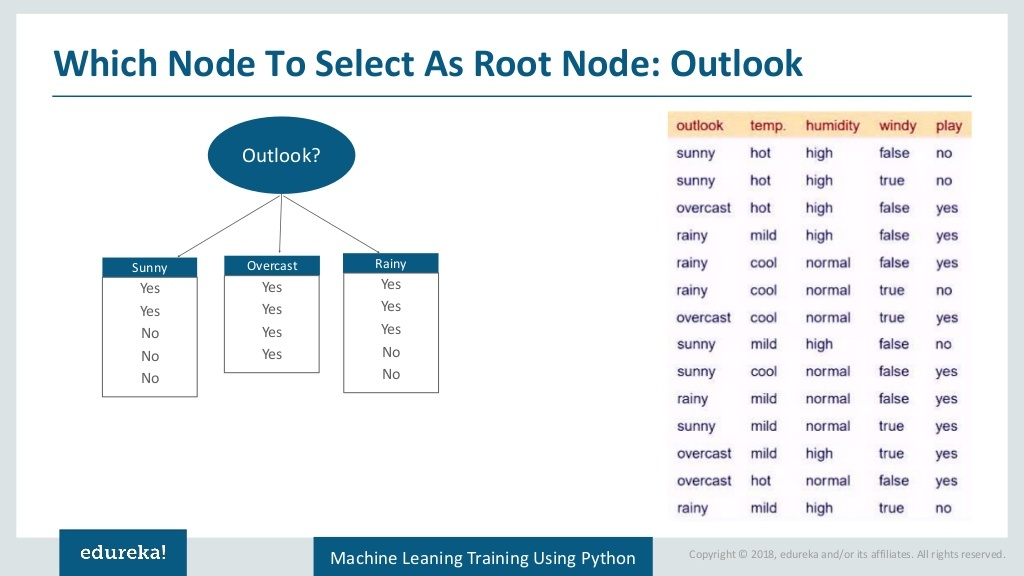 Which Node To Select As Root Node: Outlook
Outlook?
Sunny
Yes
Yes
No
No
No
Overcast
Yes
Yes
Yes
Yes
Rainy
Yes
Yes
Yes
No
No
outlook temp. humidity windy play
sunny hot high false no
sunny hot high true no
overcast hot high false yes
rainy mild high false yes
rainy cool normal false yes
rainy cool normal true no
overcast cool normal true yes
sunny mild high false no
sunny cool normal false yes
rainy mild normal false yes
sunny mild normal true yes
overcast mild high true yes
overcast hot normal false yes
rainy mild high true no
edureka!
Machine Leaning Training Using Python
Copyright © 2018, edureka and/or its affiliates. All rights reserved.